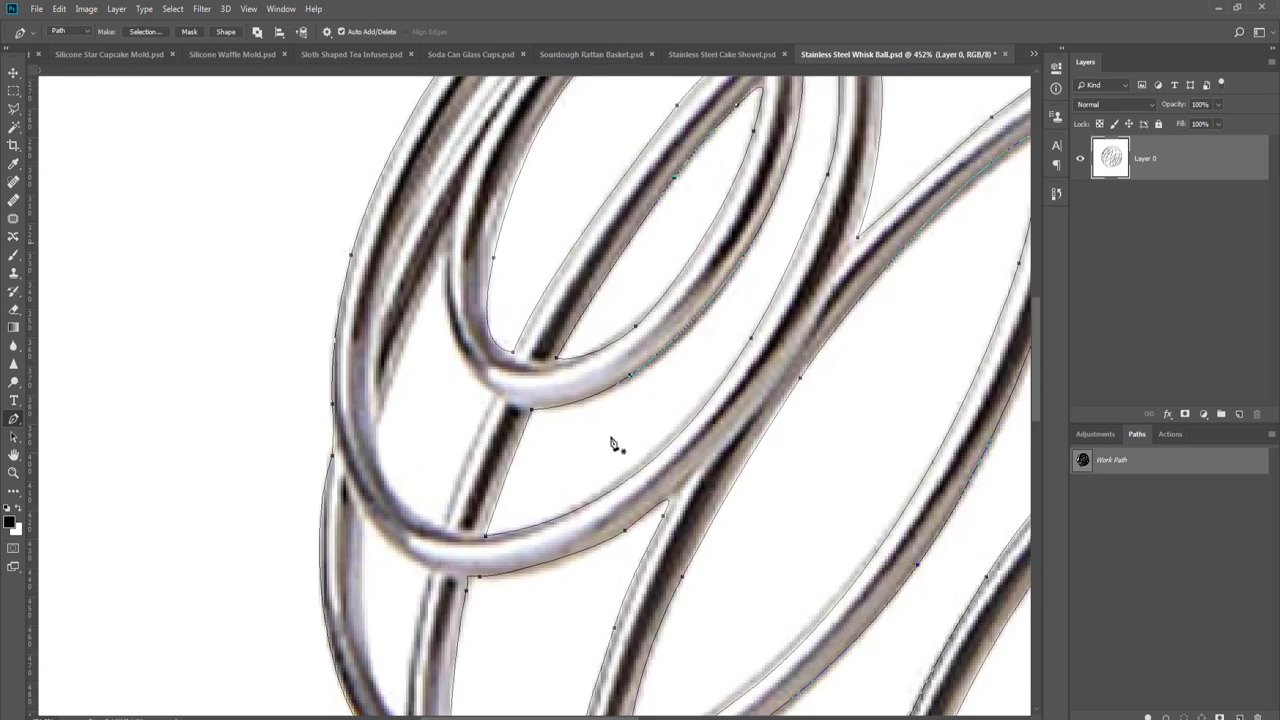 Ps File Edit Image Layer Type Select Filter 3D View Window Help
Path Make: Selection... Mask Shape Auto Add/Delete Align Edges
Silicone Star Cupcake Mold.psd × Silicone Waffle Mold.psd × Sloth Shaped Tea Infuser.psd × Soda Can Glass Cups.psd × Sourdough Rattan Basket.psd × Stainless Steel Cake Shovel.psd × Stainless Steel Whisk Ball.psd @ 452% (Layer 0, RGB/8) * ×
Layers
Kind
Normal Opacity: 100%
Lock: Fill: 100%
Layer 0
Adjustments Paths Actions
Work Path